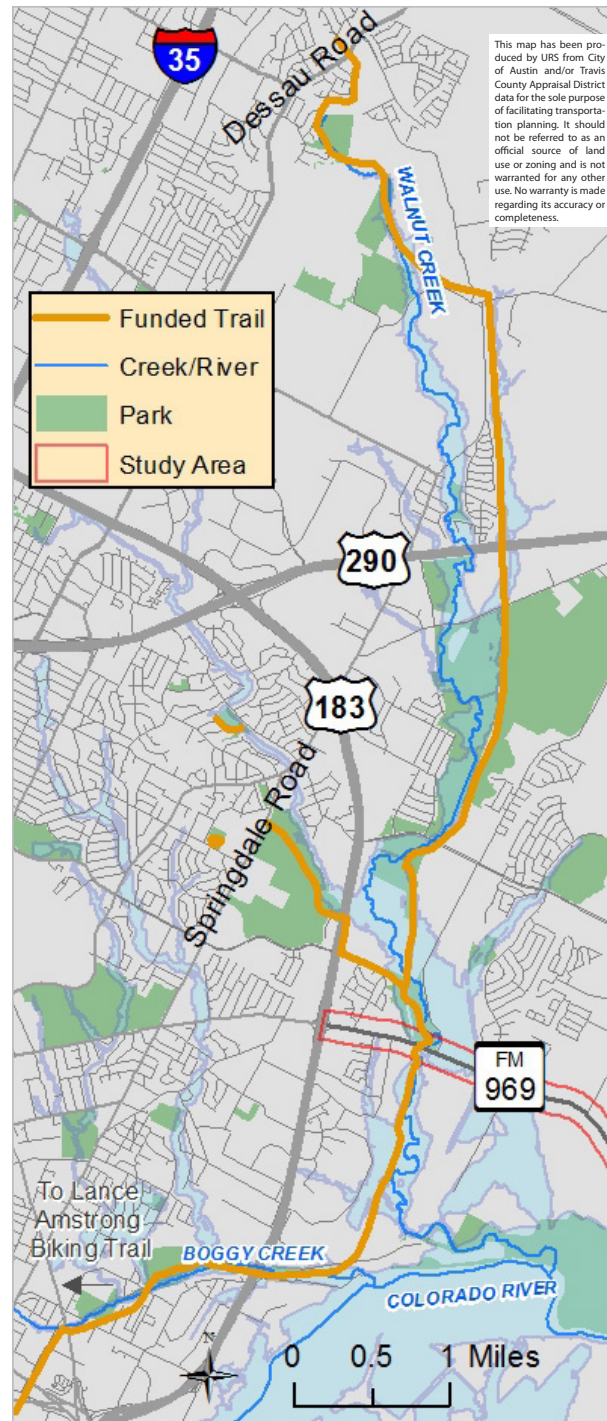 35
Dessau Road
This map has been pro-
duced by URS from City
of Austin and/or Travis
County Appraisal District
data for the sole purpose
of facilitating transporta-
tion planning. It should
not be referred to as an
official source of land
use or zoning and is not
warranted for any other
use. No warranty is made
regarding its accuracy or
completeness.
WALNUT CREEK
Funded Trail
Creek/River
Park
Study Area
290
183
Springdale Road
FM
969
To Lance
Amstrong
Biking Trail
BOGGY CREEK
COLORADO RIVER
N
0 0.5 1 Miles